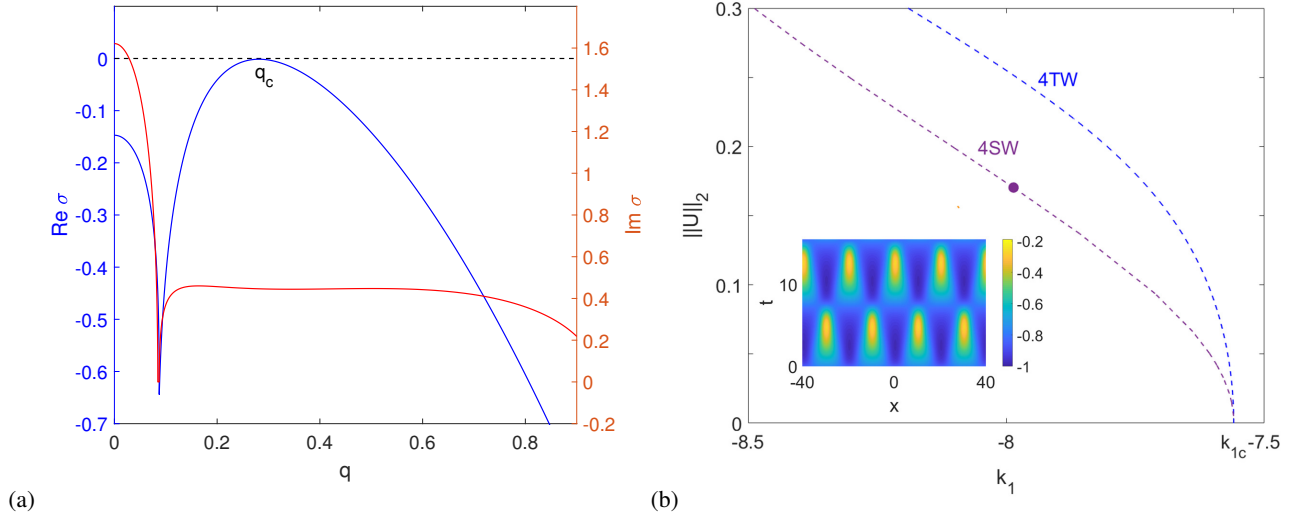 0
-0.1
-0.2
-0.3
-0.4
-0.5
-0.6
-0.7
Re σ
1.6
1.4
1.2
1
0.8
0.6
0.4
0.2
0
-0.2
Im σ
q_c
0 0.2 0.4 0.6 0.8
q
(a)
0.3
0.2
0.1
0
||U||_2
4TW
4SW
10
0
t
-40 0 40
x
-0.2
-0.4
-0.6
-0.8
-1
-8.5 -8 k_1c -7.5
k_1
(b)